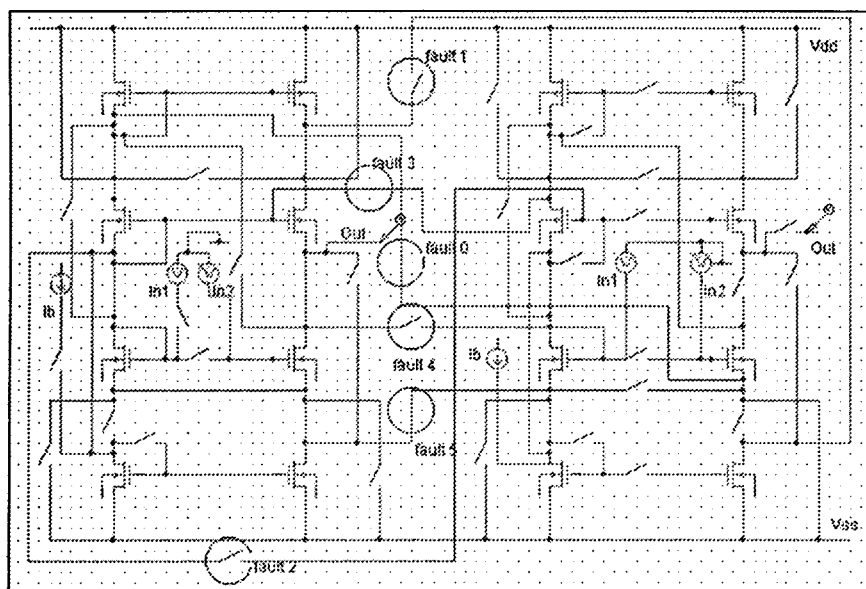 fault 1
Vdd
fault 3
Out
fault 0
Out
In1
In2
In1
In2
Ib
Ib
fault 4
fault 5
Vss
fault 2